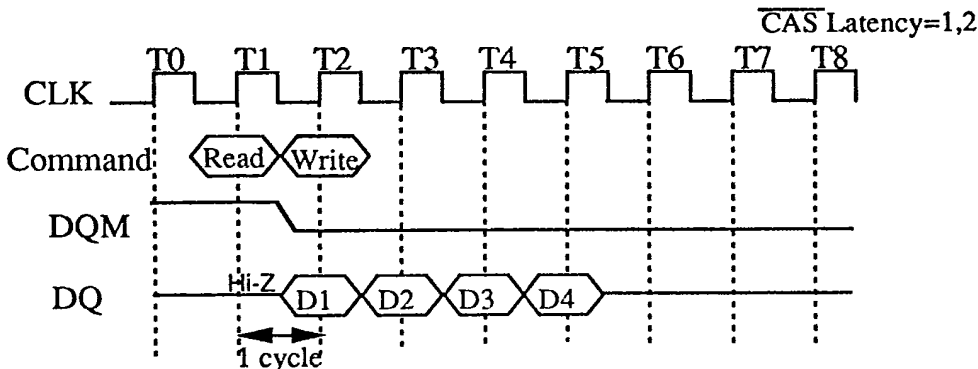 CAS Latency=1,2
T0 T1 T2 T3 T4 T5 T6 T7 T8
CLK
Command Read Write
DQM
Hi-Z
DQ D1 D2 D3 D4
1 cycle